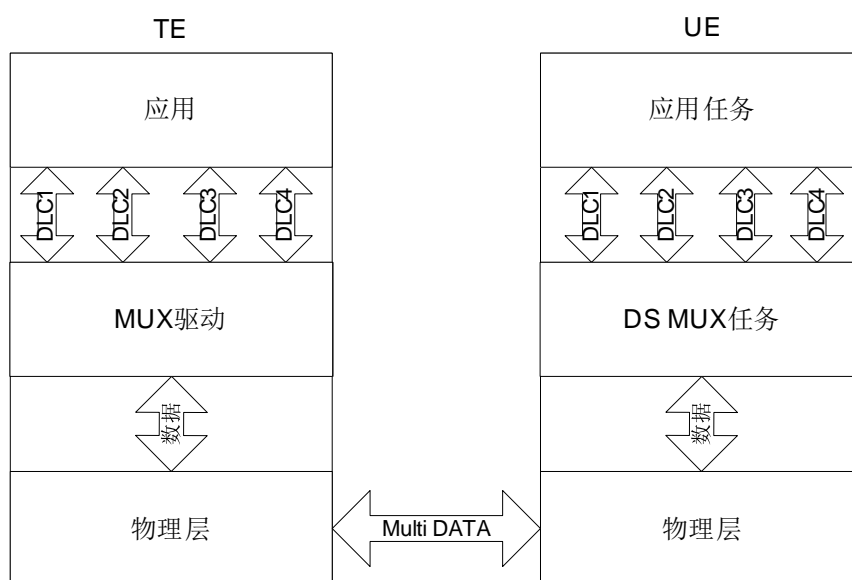 TE
UE
应用
应用任务
DLC1
DLC2
DLC3
DLC4
DLC1
DLC2
DLC3
DLC4
MUX驱动
DS MUX任务
数据
数据
物理层
Multi DATA
物理层